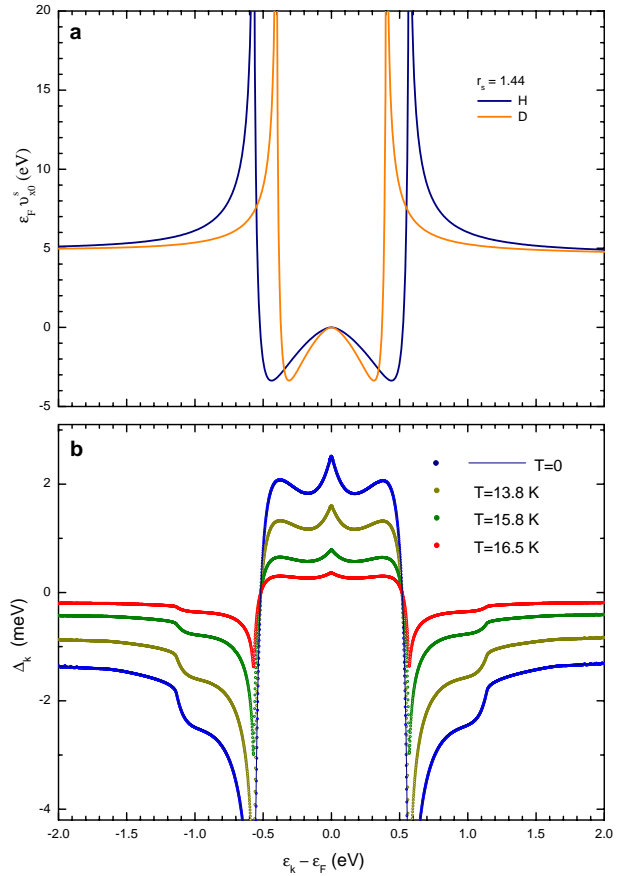 a
20
15
10
5
0
-5
ε_F υ^s_x0 (eV)
r_s = 1.44
H
D
b
2
0
-2
-4
Δ_k (meV)
T=0
T=13.8 K
T=15.8 K
T=16.5 K
-2.0 -1.5 -1.0 -0.5 0.0 0.5 1.0 1.5 2.0
ε_k – ε_F (eV)